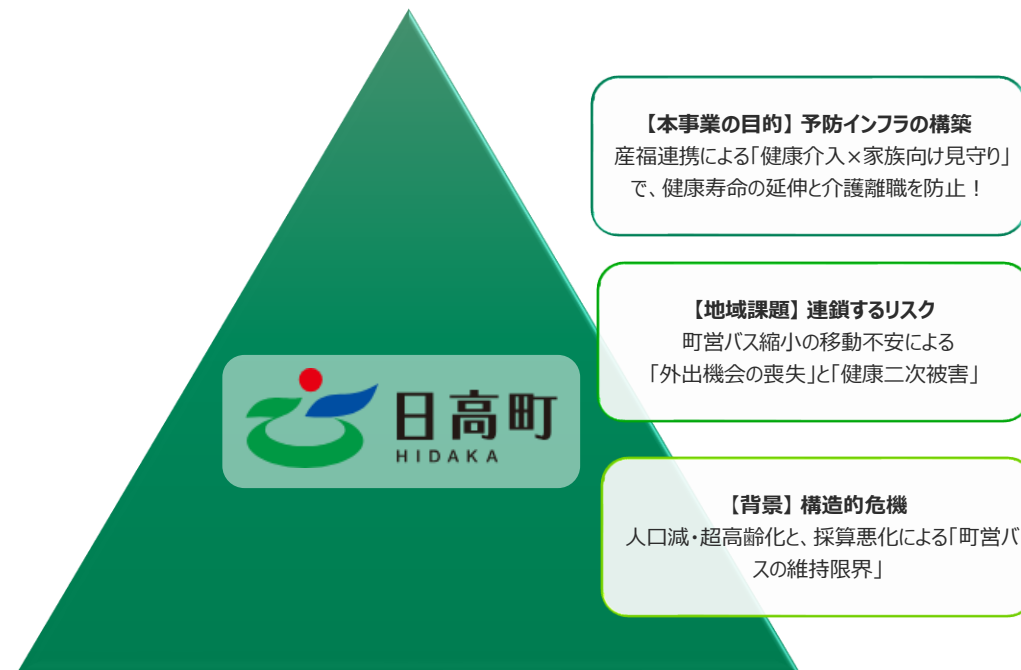 【本事業の目的】 予防インフラの構築
産福連携による「健康介入×家族向け見守り」
で、健康寿命の延伸と介護離職を防止！
【地域課題】 連鎖するリスク
町営バス縮小の移動不安による
「外出機会の喪失」と「健康二次被害」
日高町
HIDAKA
【背景】 構造的危機
人口減・超高齢化と、採算悪化による「町営バ
スの維持限界」